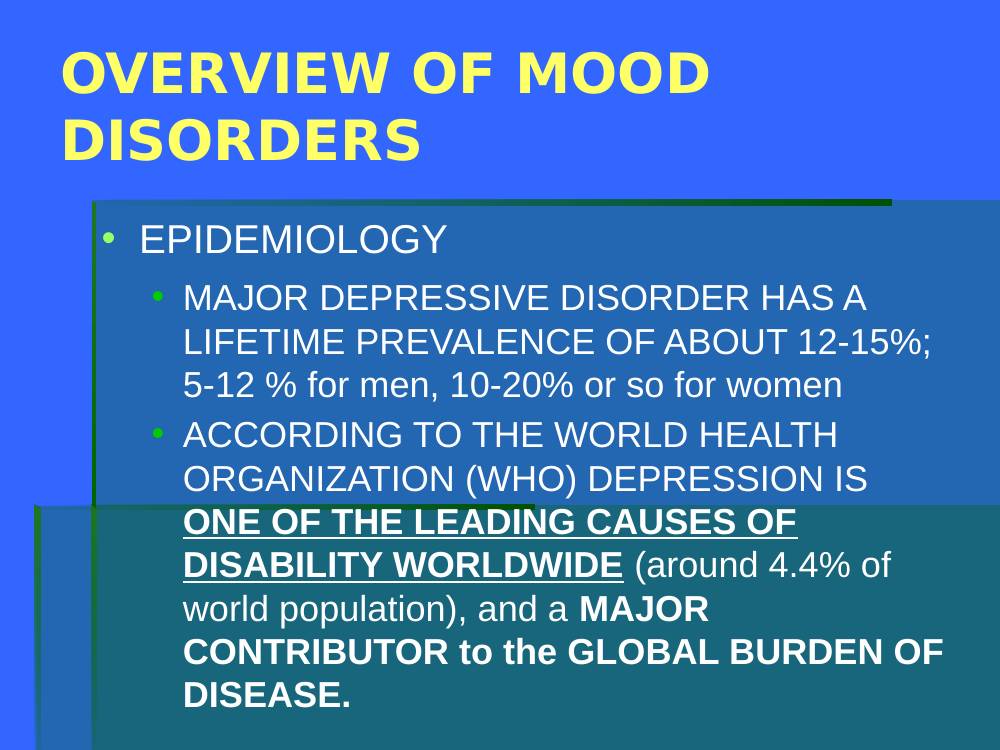 OVERVIEW OF MOOD
DISORDERS
• EPIDEMIOLOGY
• MAJOR DEPRESSIVE DISORDER HAS A
LIFETIME PREVALENCE OF ABOUT 12-15%;
5-12 % for men, 10-20% or so for women
• ACCORDING TO THE WORLD HEALTH
ORGANIZATION (WHO) DEPRESSION IS
ONE OF THE LEADING CAUSES OF
DISABILITY WORLDWIDE (around 4.4% of
world population), and a MAJOR
CONTRIBUTOR to the GLOBAL BURDEN OF
DISEASE.